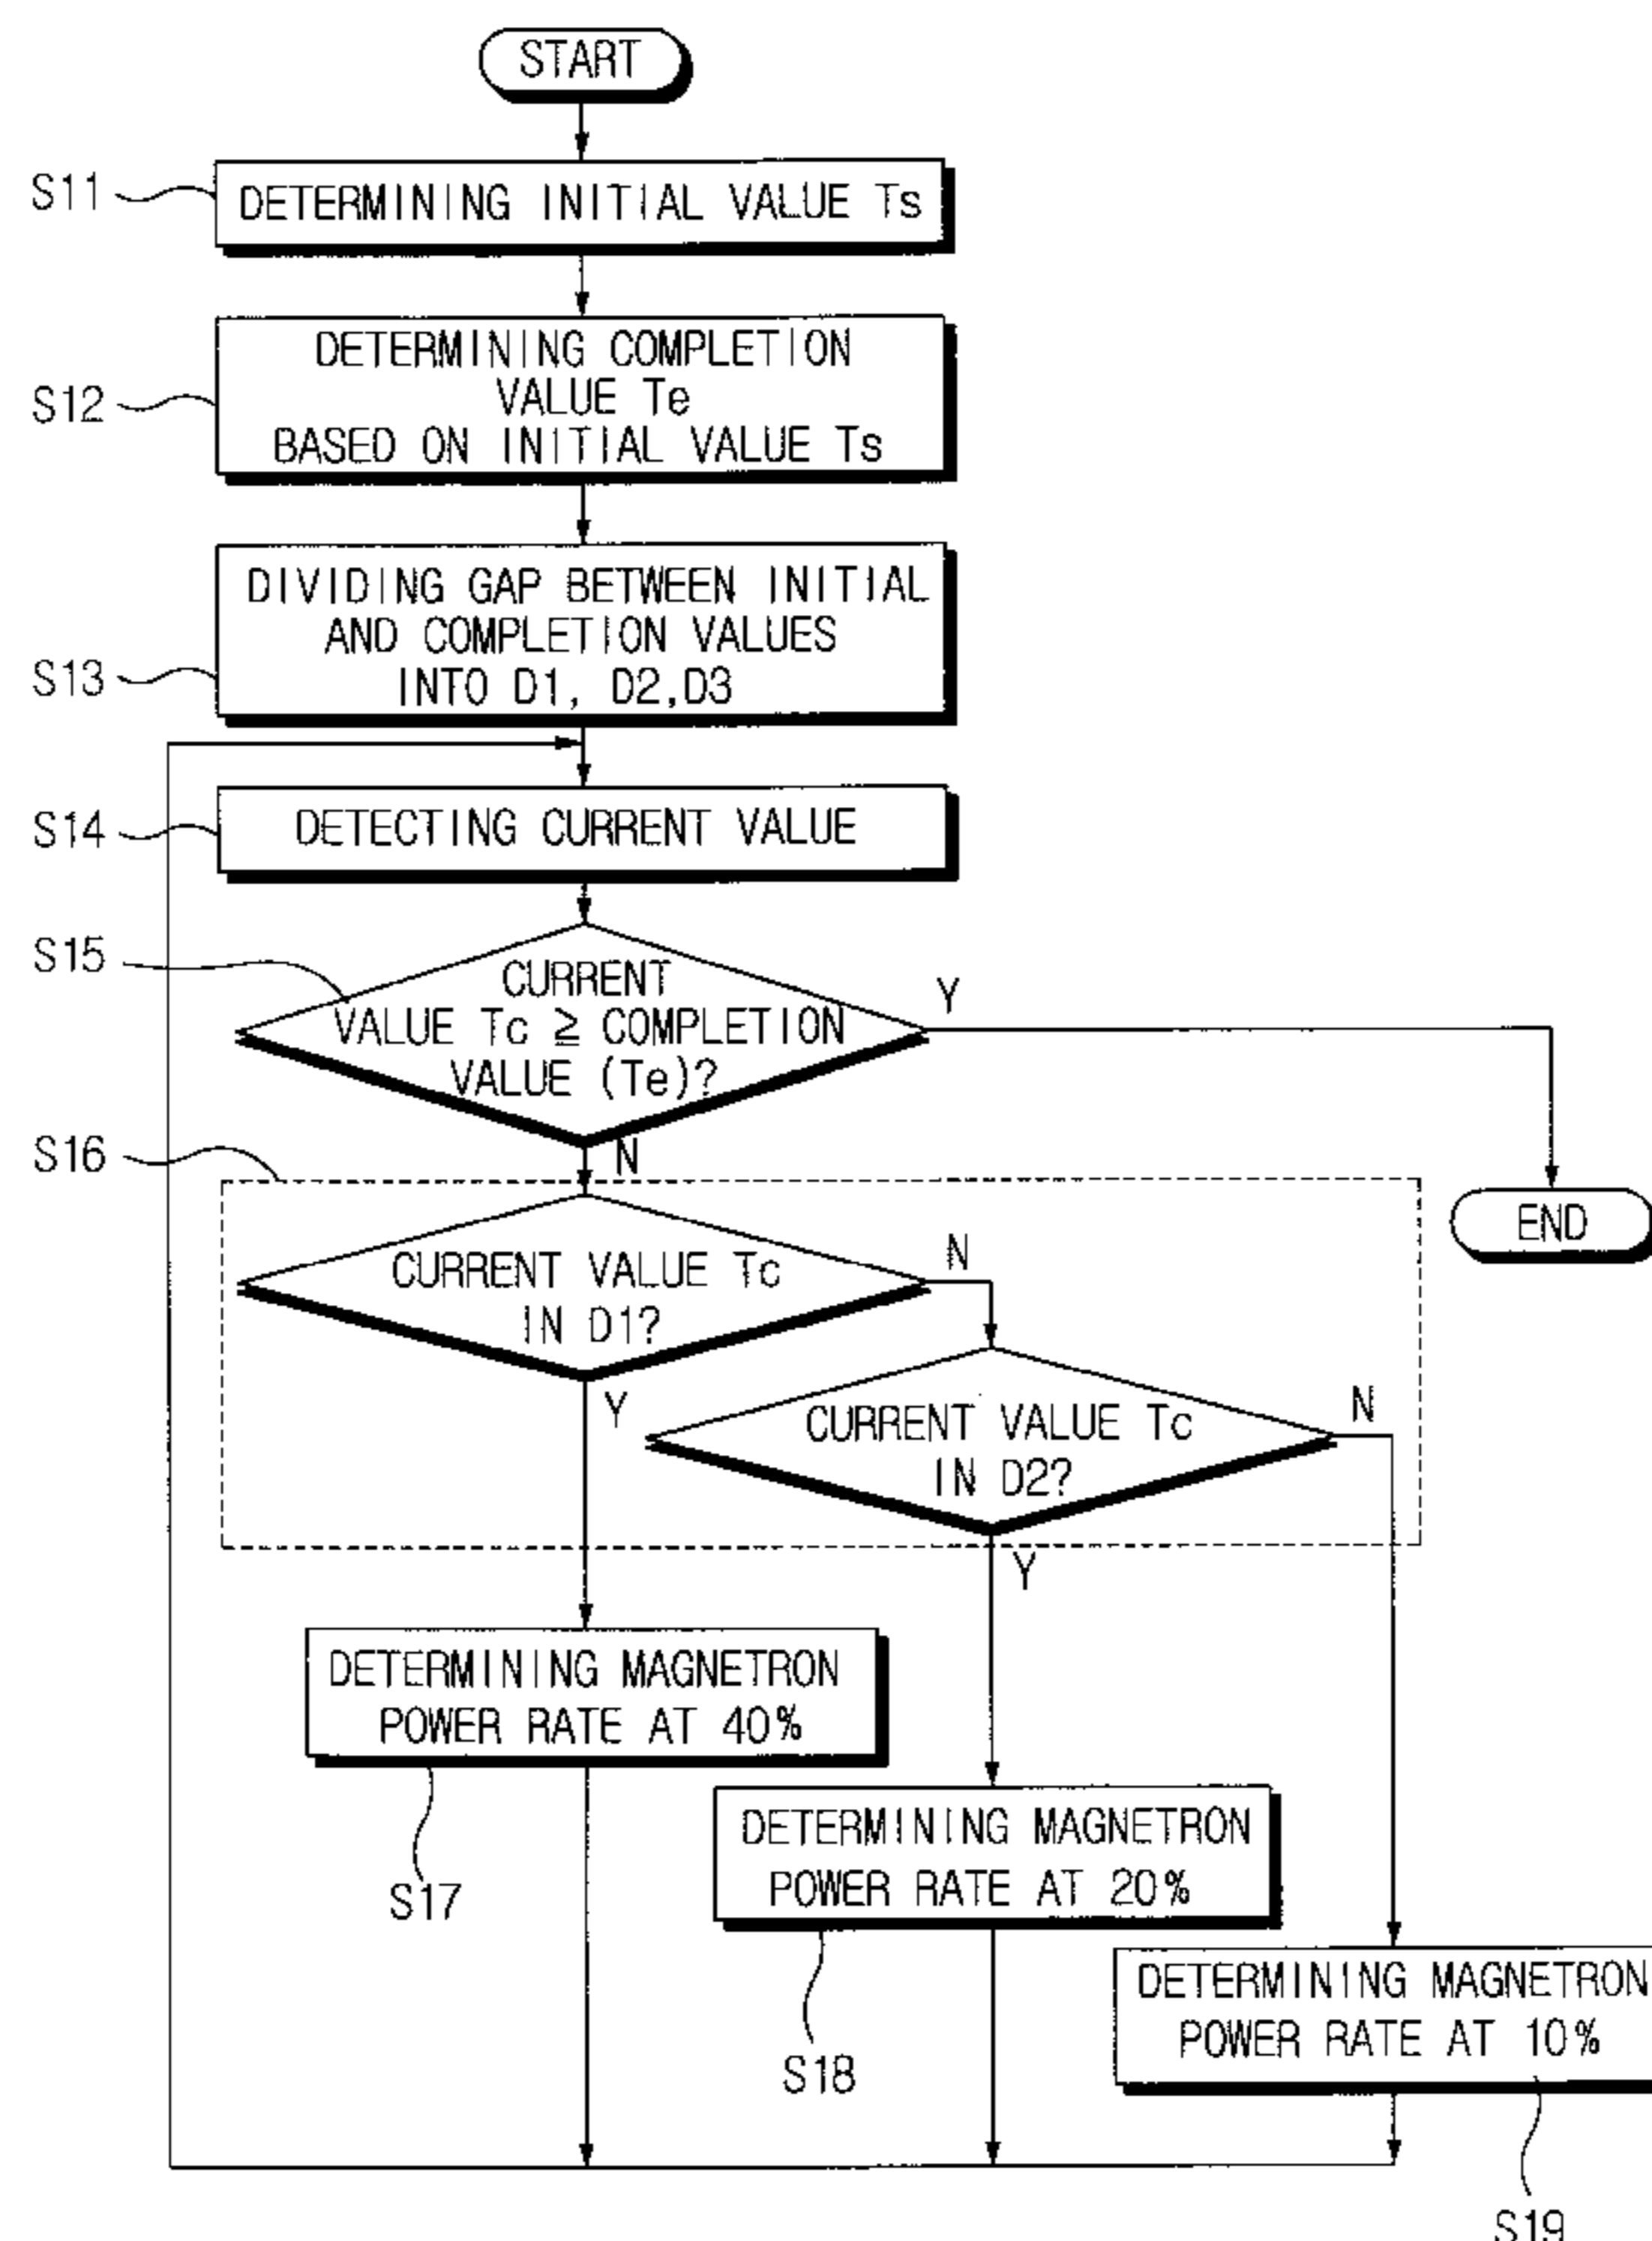 START
S11
DETERMINING INITIAL VALUE Ts
S12
DETERMINING COMPLETION
VALUE Te
BASED ON INITIAL VALUE Ts
S13
DIVIDING GAP BETWEEN INITIAL
AND COMPLETION VALUES
INTO D1, D2,D3
S14
DETECTING CURRENT VALUE
S15
CURRENT
VALUE Tc ≧ COMPLETION
VALUE (Te)?
Y
N
END
S16
CURRENT VALUE Tc
IN D1?
N
Y
CURRENT VALUE Tc
IN D2?
N
Y
DETERMINING MAGNETRON
POWER RATE AT 40%
S17
DETERMINING MAGNETRON
POWER RATE AT 20%
S18
DETERMINING MAGNETRON
POWER RATE AT 10%
S19